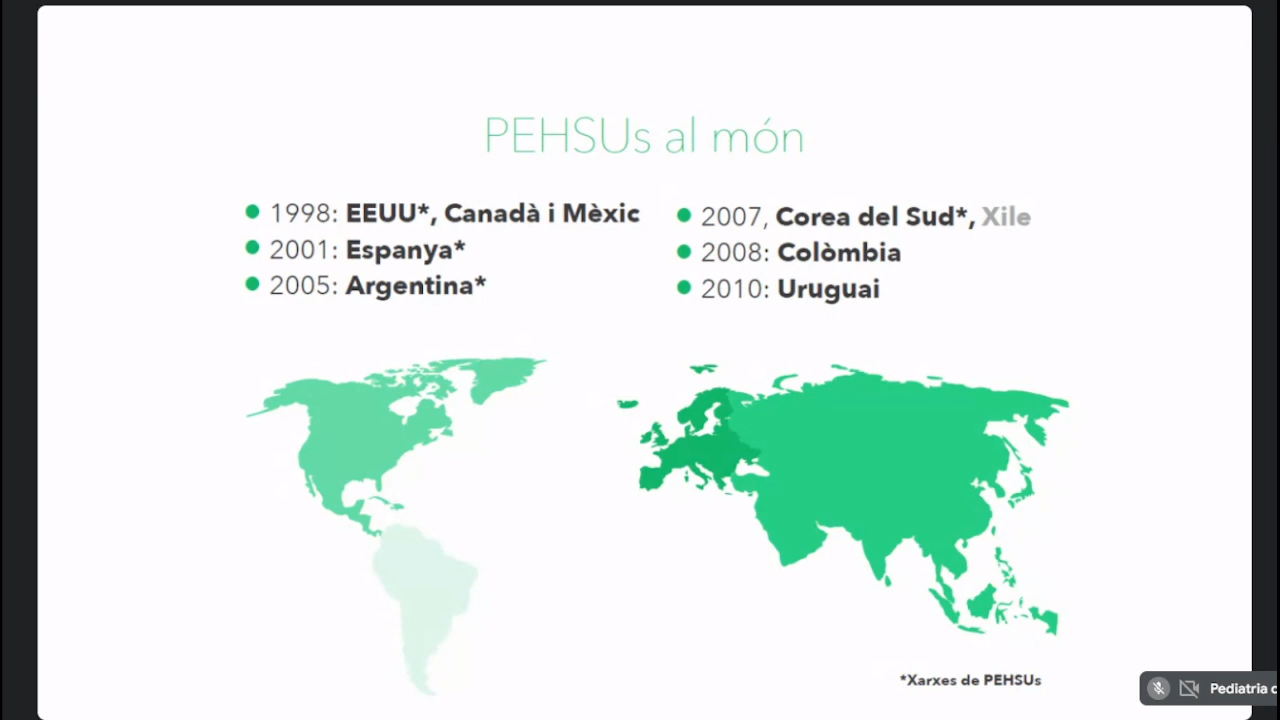 PEHSUs al món
1998: EEUU*, Canadà i Mèxic
2001: Espanya*
2005: Argentina*
2007, Corea del Sud*, Xile
2008: Colòmbia
2010: Uruguai
*Xarxes de PEHSUs
Pediatria